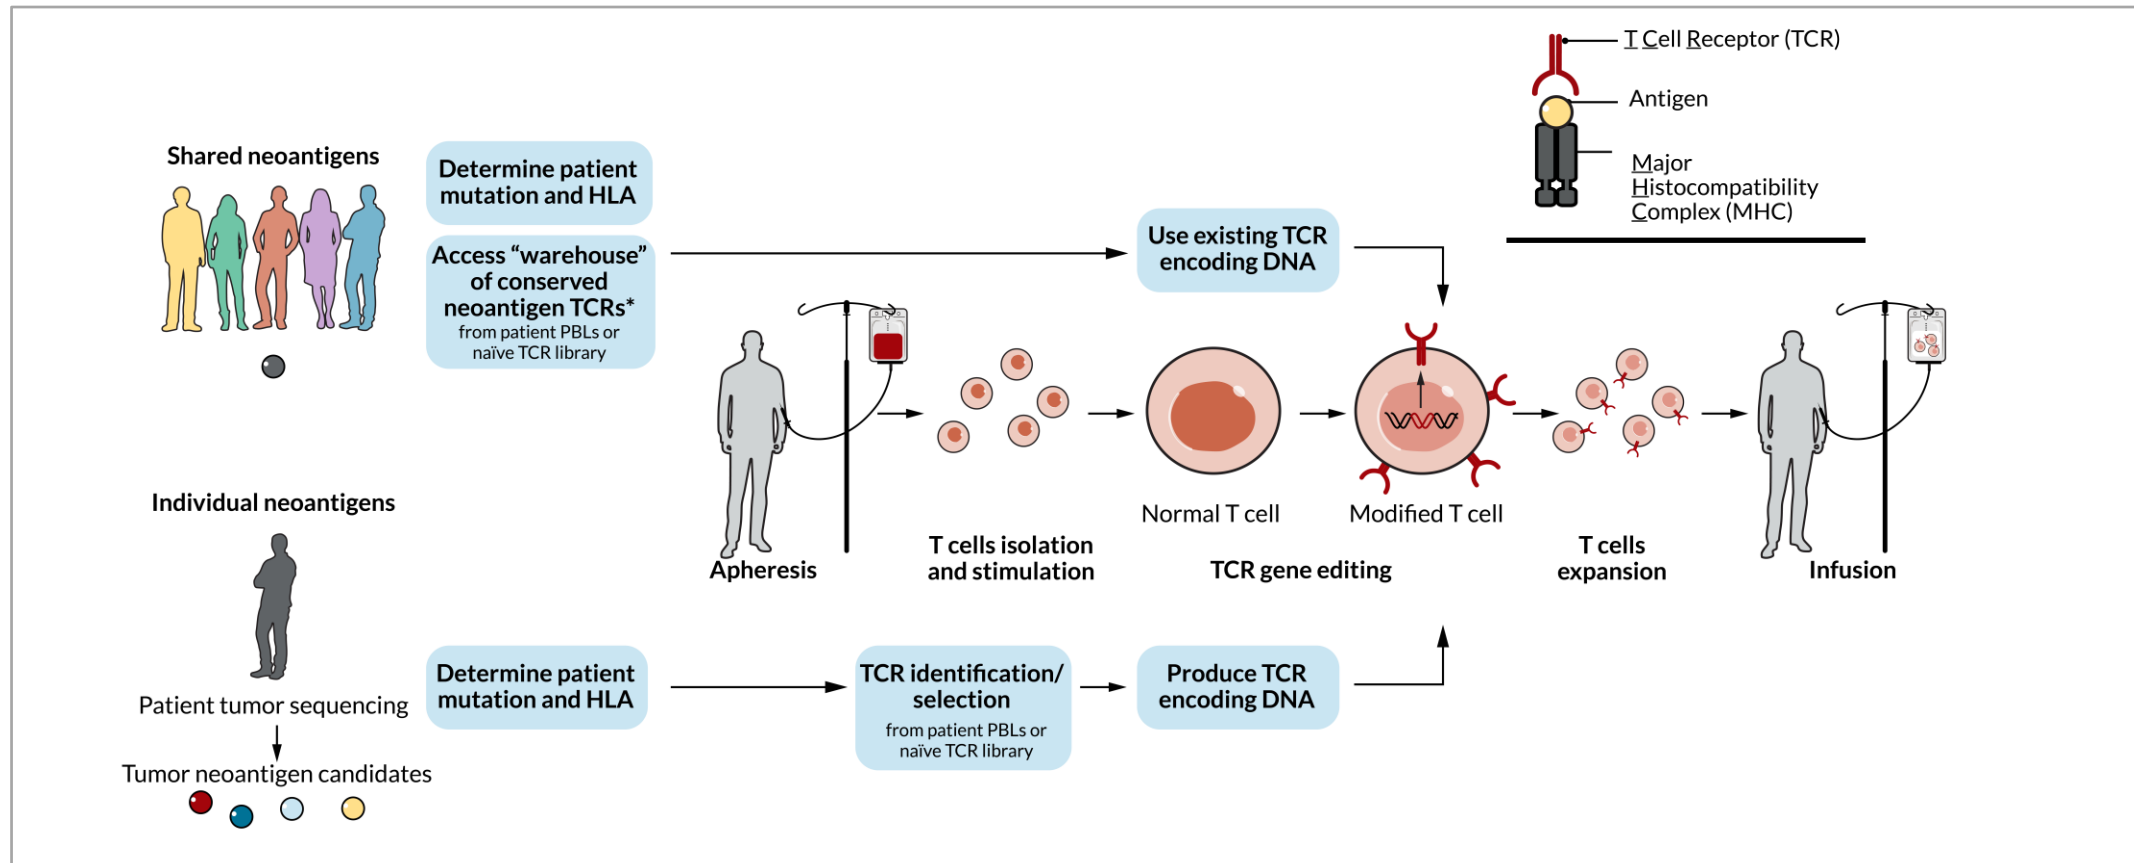 T Cell Receptor (TCR)
Antigen
Major
Histocompatibility
Complex (MHC)
Shared neoantigens
Determine patient
mutation and HLA
Access “warehouse”
of conserved
neoantigen TCRs*
from patient PBLs or
naïve TCR library
Use existing TCR
encoding DNA
Normal T cell
Modified T cell
Apheresis
T cells isolation
and stimulation
TCR gene editing
T cells
expansion
Infusion
Individual neoantigens
Patient tumor sequencing
Tumor neoantigen candidates
Determine patient
mutation and HLA
TCR identification/
selection
from patient PBLs or
naïve TCR library
Produce TCR
encoding DNA